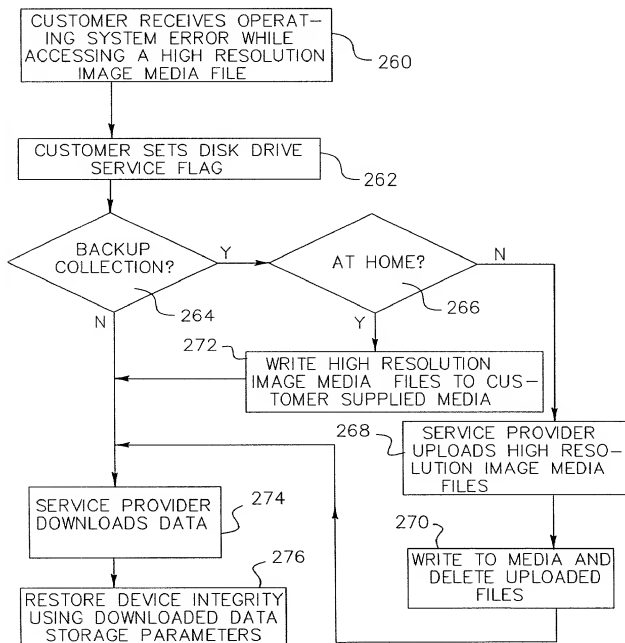 CUSTOMER RECEIVES OPERAT-
ING SYSTEM ERROR WHILE
ACCESSING A HIGH RESOLUTION
IMAGE MEDIA FILE
260
CUSTOMER SETS DISK DRIVE
SERVICE FLAG
262
BACKUP
COLLECTION?
264
Y
N
AT HOME?
266
N
Y
272
WRITE HIGH RESOLUTION
IMAGE MEDIA FILES TO CUS-
TOMER SUPPLIED MEDIA
268
SERVICE PROVIDER
UPLOADS HIGH RESO-
LUTION IMAGE MEDIA
FILES
270
WRITE TO MEDIA AND
DELETE UPLOADED
FILES
SERVICE PROVIDER
DOWNLOADS DATA
274
276
RESTORE DEVICE INTEGRITY
USING DOWNLOADED DATA
STORAGE PARAMETERS